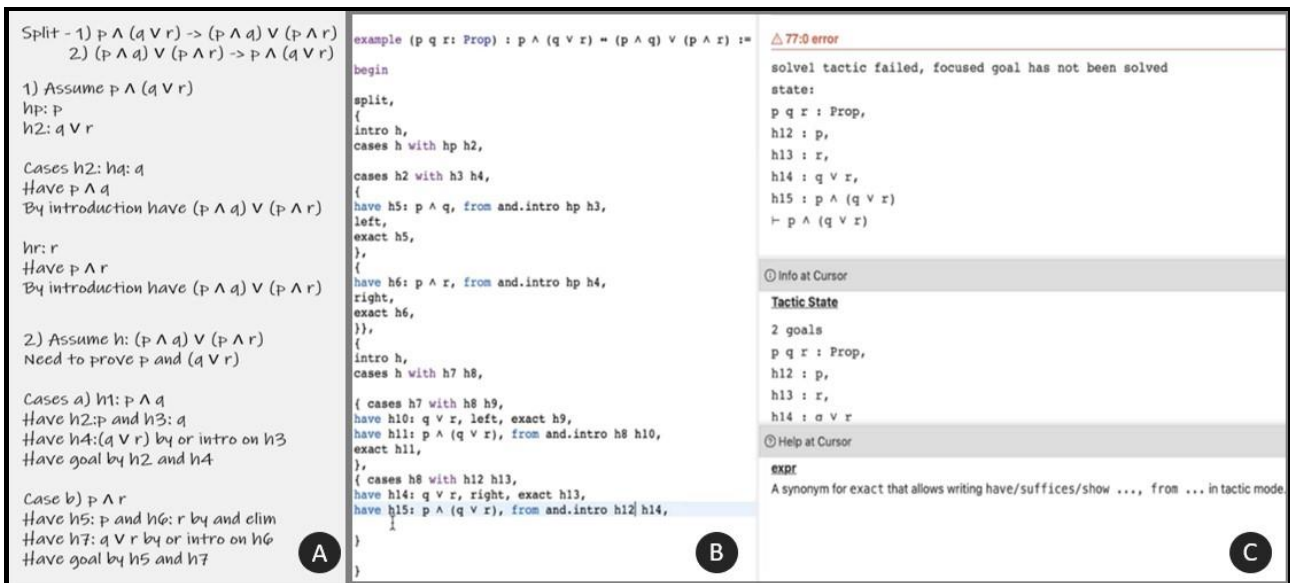 Split - 1) p ∧ (q ∨ r) -> (p ∧ q) ∨ (p ∧ r)
2) (p ∧ q) ∨ (p ∧ r) -> p ∧ (q ∨ r)
1) Assume p ∧ (q ∨ r)
hp: p
h2: q ∨ r
Cases h2: hq: q
Have p ∧ q
By introduction have (p ∧ q) ∨ (p ∧ r)
hr: r
Have p ∧ r
By introduction have (p ∧ q) ∨ (p ∧ r)
2) Assume h: (p ∧ q) ∨ (p ∧ r)
Need to prove p and (q ∨ r)
Cases a) h1: p ∧ q
Have h2:p and h3: q
Have h4:(q ∨ r) by or intro on h3
Have goal by h2 and h4
Case b) p ∧ r
Have h5: p and h6: r by and elim
Have h7: q ∨ r by or intro on h6
Have goal by h5 and h7
A
example (p q r: Prop) : p ∧ (q ∨ r) ↔ (p ∧ q) ∨ (p ∧ r) :=
begin
split,
{
intro h,
cases h with hp h2,
cases h2 with h3 h4,
{
have h5: p ∧ q, from and.intro hp h3,
left,
exact h5,
},
{
have h6: p ∧ r, from and.intro hp h4,
right,
exact h6,
}},
{
intro h,
cases h with h7 h8,
{ cases h7 with h8 h9,
have h10: q ∨ r, left, exact h9,
have h11: p ∧ (q ∨ r), from and.intro h8 h10,
exact h11,
},
{ cases h8 with h12 h13,
have h14: q ∨ r, right, exact h13,
have h15: p ∧ (q ∨ r), from and.intro h12 h14,
}
}
B
77:0 error
solve1 tactic failed, focused goal has not been solved
state:
p q r : Prop,
h12 : p,
h13 : r,
h14 : q ∨ r,
h15 : p ∧ (q ∨ r)
⊢ p ∧ (q ∨ r)
Info at Cursor
Tactic State
2 goals
p q r : Prop,
h12 : p,
h13 : r,
h14 : q ∨ r
Help at Cursor
expr
A synonym for exact that allows writing have/suffices/show ..., from ... in tactic mode.
C